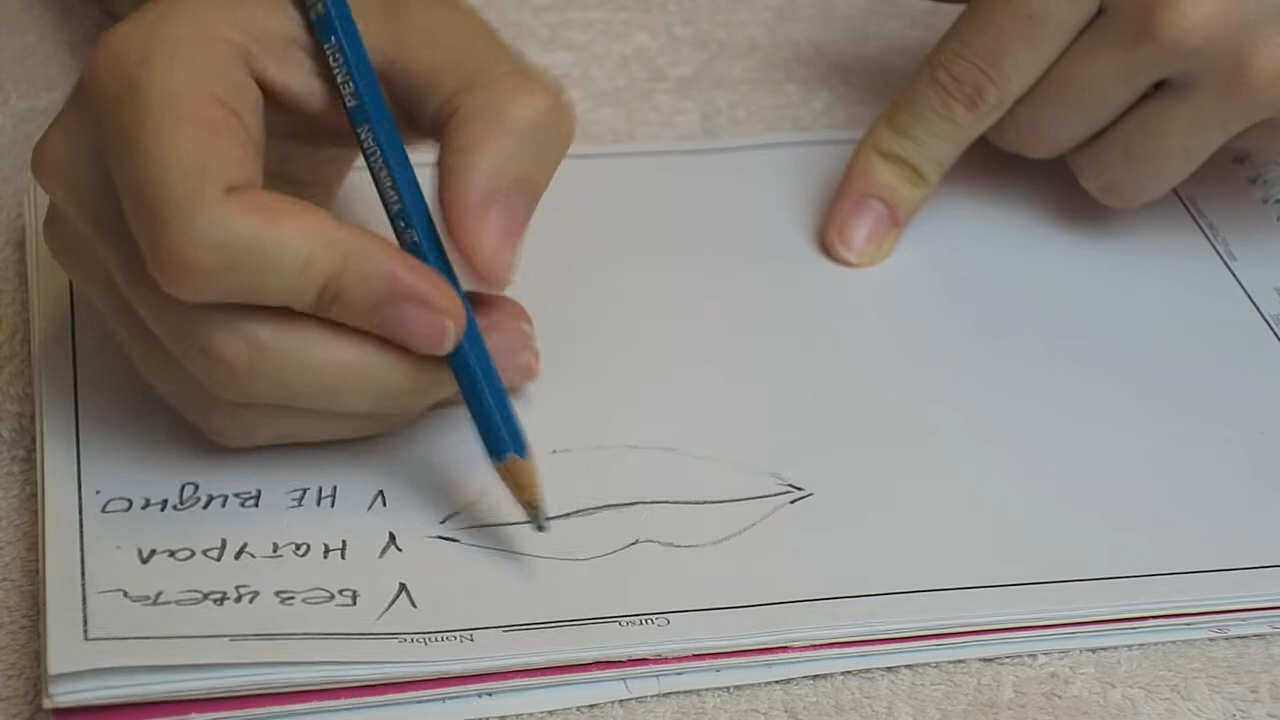 Curso Nombre
V Без цвета
V Натурал.
V НЕ видно.
PENCIL